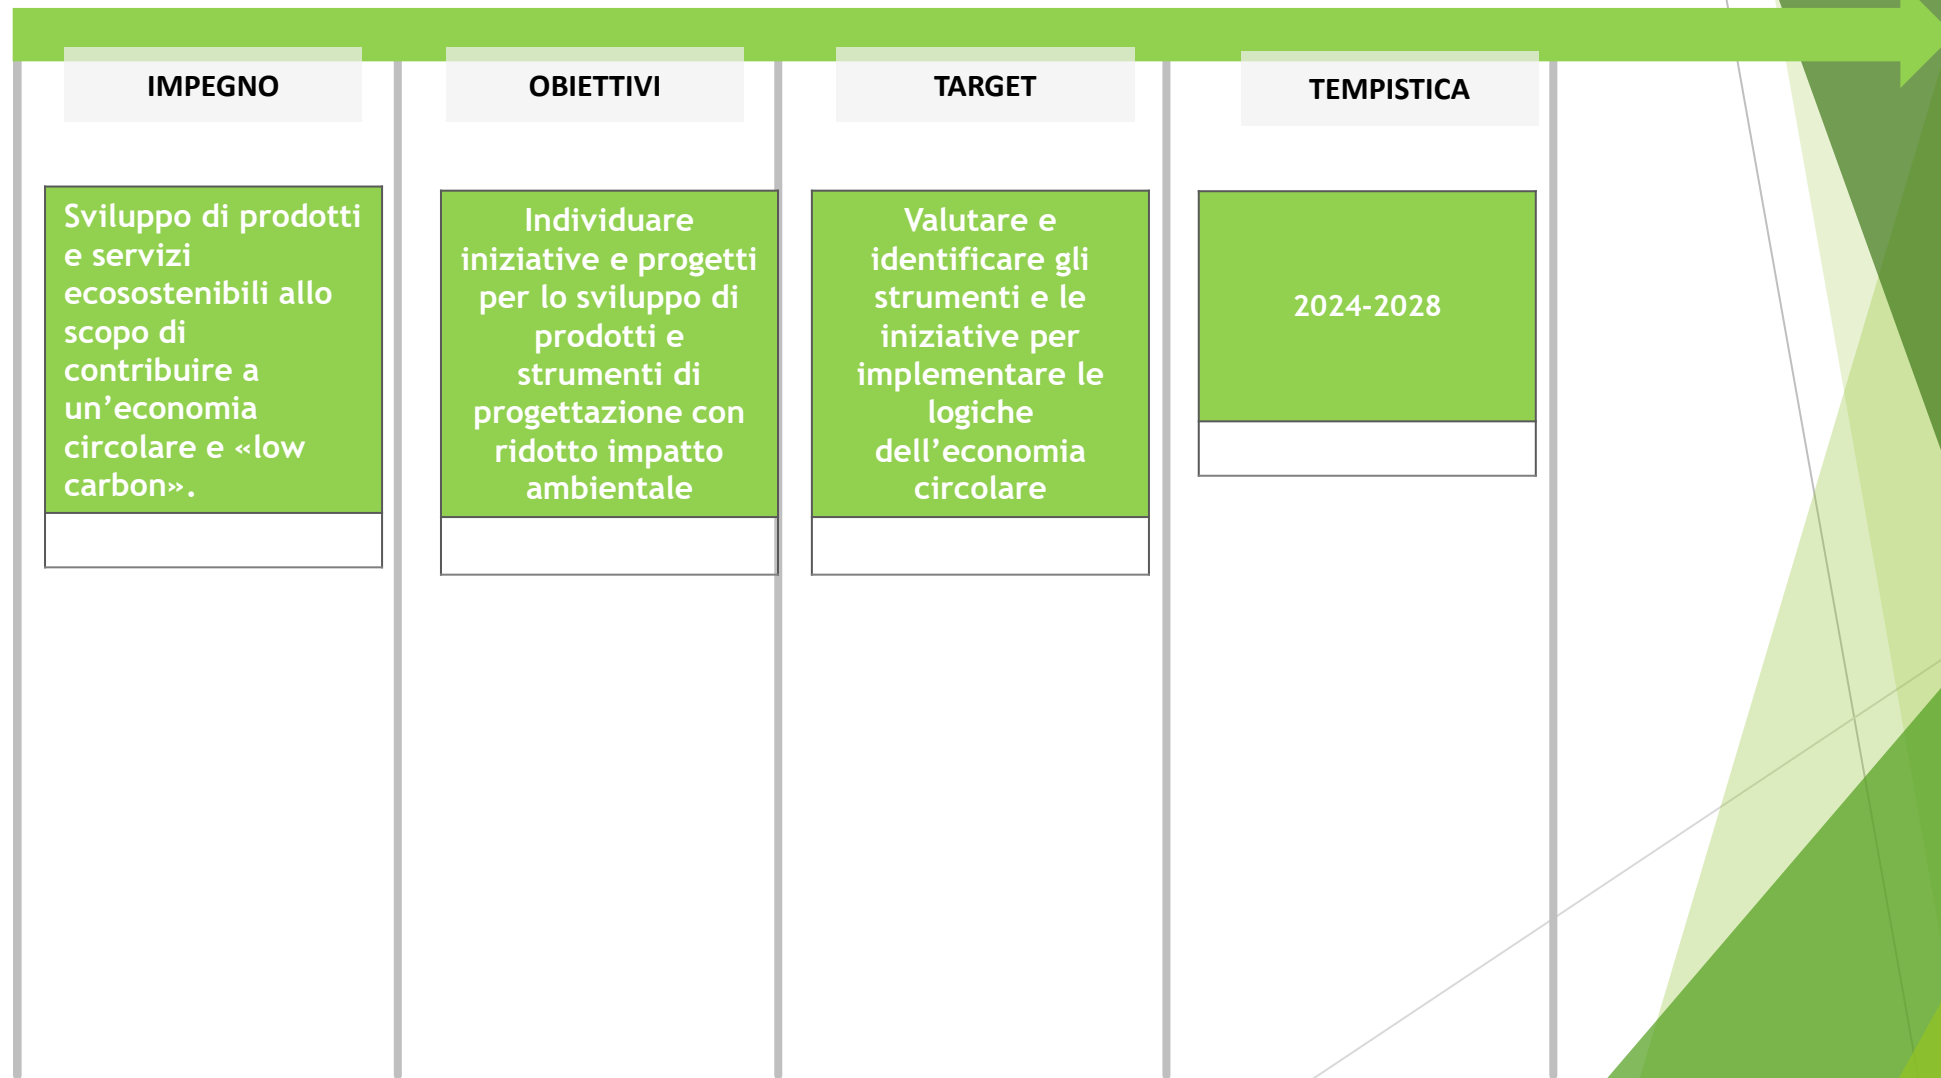 IMPEGNO
OBIETTIVI
TARGET
TEMPISTICA
Sviluppo di prodotti
e servizi
ecosostenibili allo
scopo di
contribuire a
un’economia
circolare e «low
carbon».
Individuare
iniziative e progetti
per lo sviluppo di
prodotti e
strumenti di
progettazione con
ridotto impatto
ambientale
Valutare e
identificare gli
strumenti e le
iniziative per
implementare le
logiche
dell’economia
circolare
2024-2028